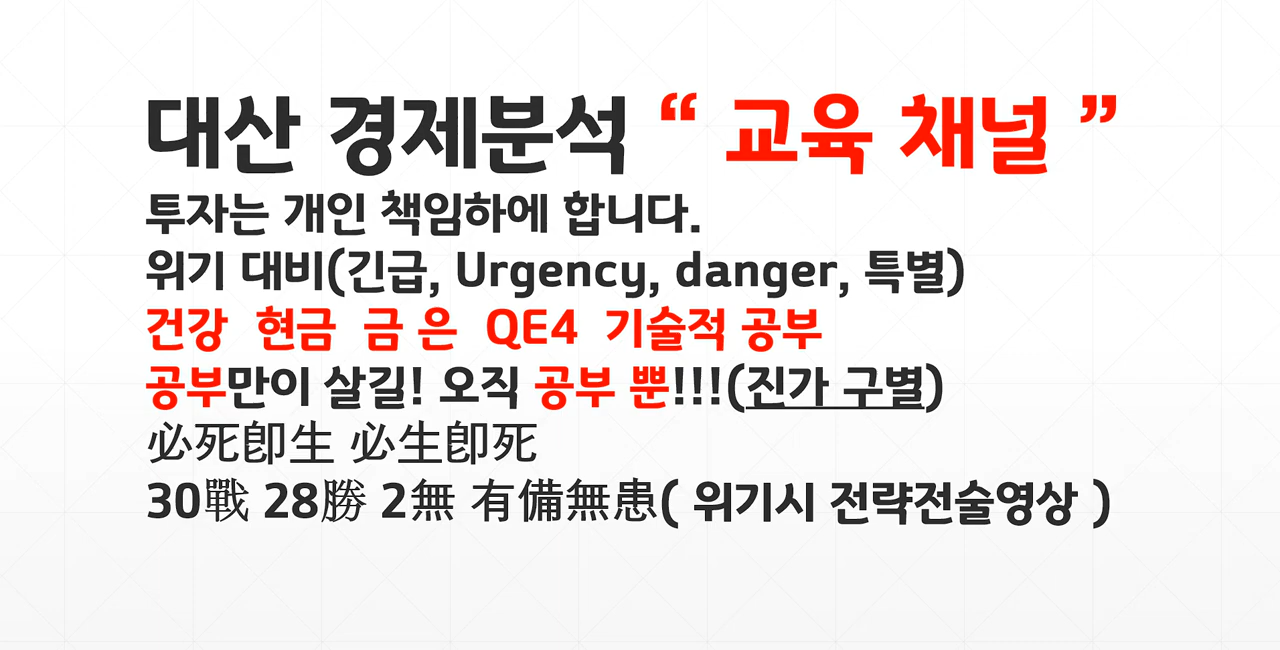 대산 경제분석 “ 교육 채널 ”
투자는 개인 책임하에 합니다.
위기 대비(긴급, Urgency, danger, 특별)
건강 현금 금 은 QE4 기술적 공부
공부만이 살길! 오직 공부 뿐!!!(진가 구별)
必死卽生 必生卽死
30戰 28勝 2無 有備無患( 위기시 전략전술영상 )